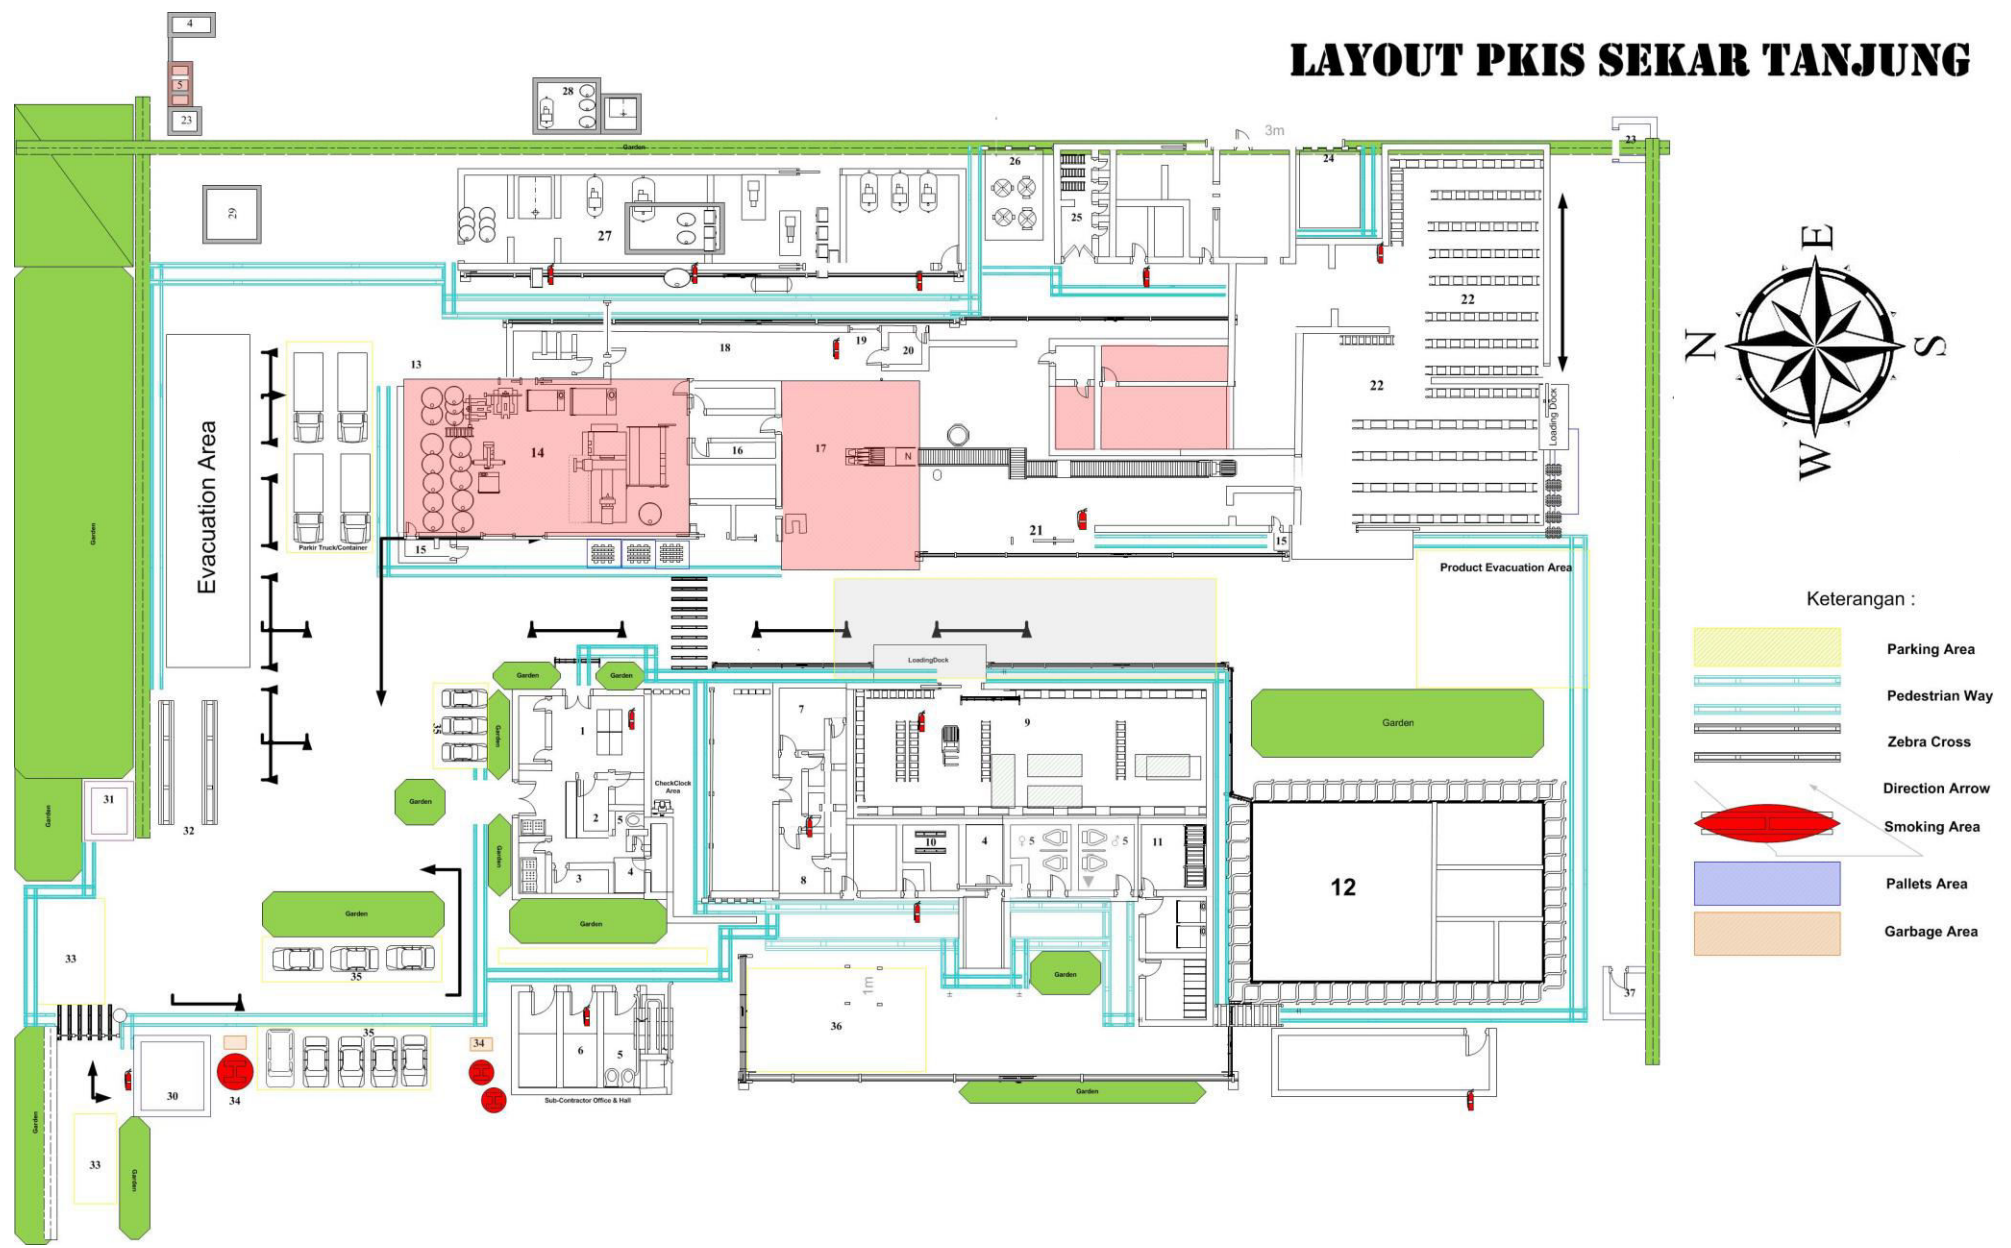 LAYOUT PKIS SEKAR TANJUNG
4
5
23
28
3m
23
Garden
26
24
29
27
25
22
E
N
S
W
13
18
19
20
22
Evacuation Area
14
16
17
N
Loading Docx
Garden
Parkir Truck/Container
15
21
15
Product Evacuation Area
Keterangan :
Parking Area
Pedestrian Way
Zebra Cross
Direction Arrow
Smoking Area
Pallets Area
Garbage Area
LoadingDock
Garden
Garden
35
Garden
1
7
9
Garden
CheckClock
Area
31
Garden
Garden
32
2
5
Garden
10
4
5
5
11
3
4
8
12
Garden
Garden
33
35
Garden
1m
36
37
35
34
6
5
30
34
Sub-Contractor Office & Hall
Garden
Garden
33
Garden